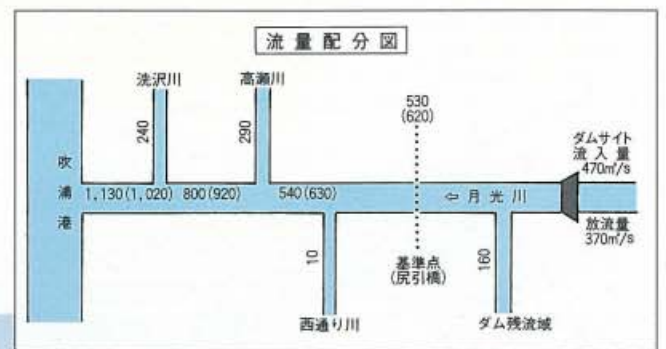 流量配分図
洗沢川
高瀬川
530
(620)
ダムサイト
流入量
470㎥/s
240
290
吹浦港
1,130(1,020)
800(920)
540(630)
⇦月光川
放流量
370㎥/s
10
基準点
(尻引橋)
160
西通り川
ダム残流域